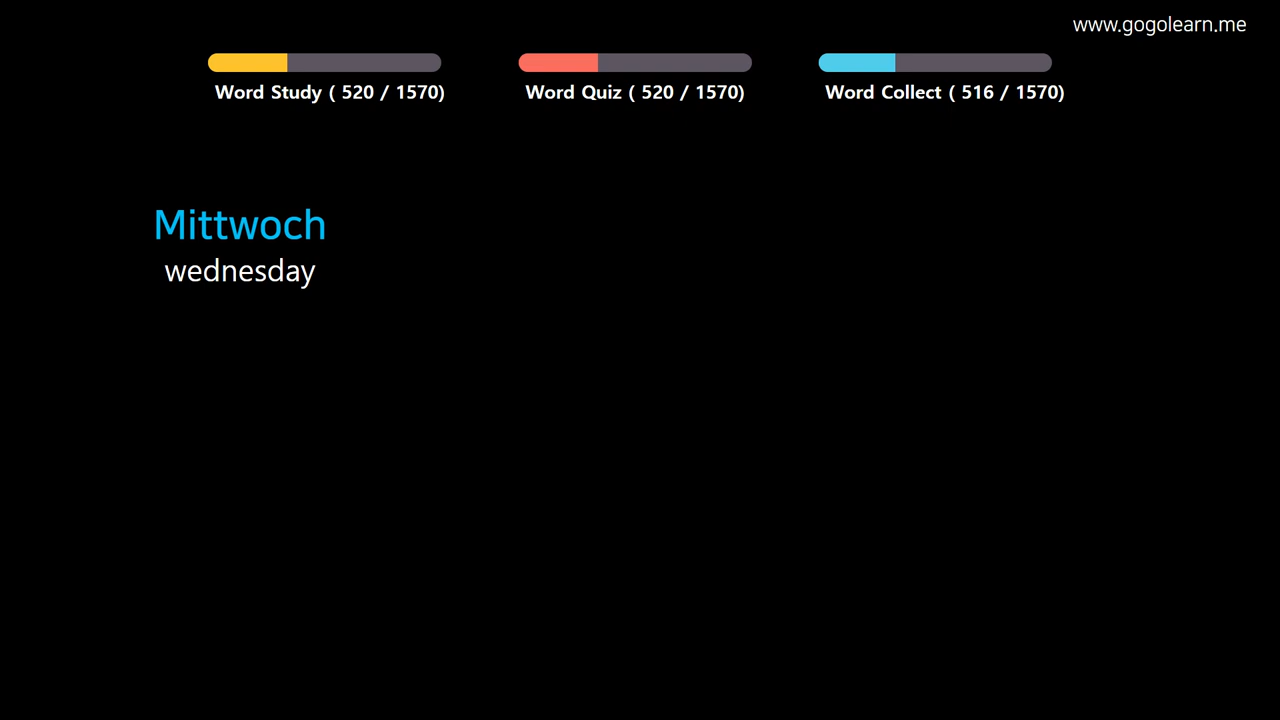 www.gogolearn.me
Word Study ( 520 / 1570)
Word Quiz ( 520 / 1570)
Word Collect ( 516 / 1570)
Mittwoch
wednesday